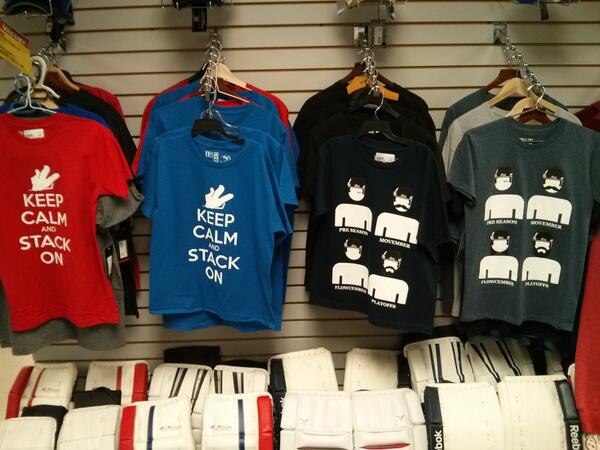 KEEP
CALM
AND
STACK
ON
KEEP
CALM
AND
STACK
ON
PRE SEASON
MOVEMBER
FLOWCEMBER
PLAYOFFS
PRE SEASON
MOVEMBER
FLOWCEMBER
PLAYOFFS
Reebok
Reebok